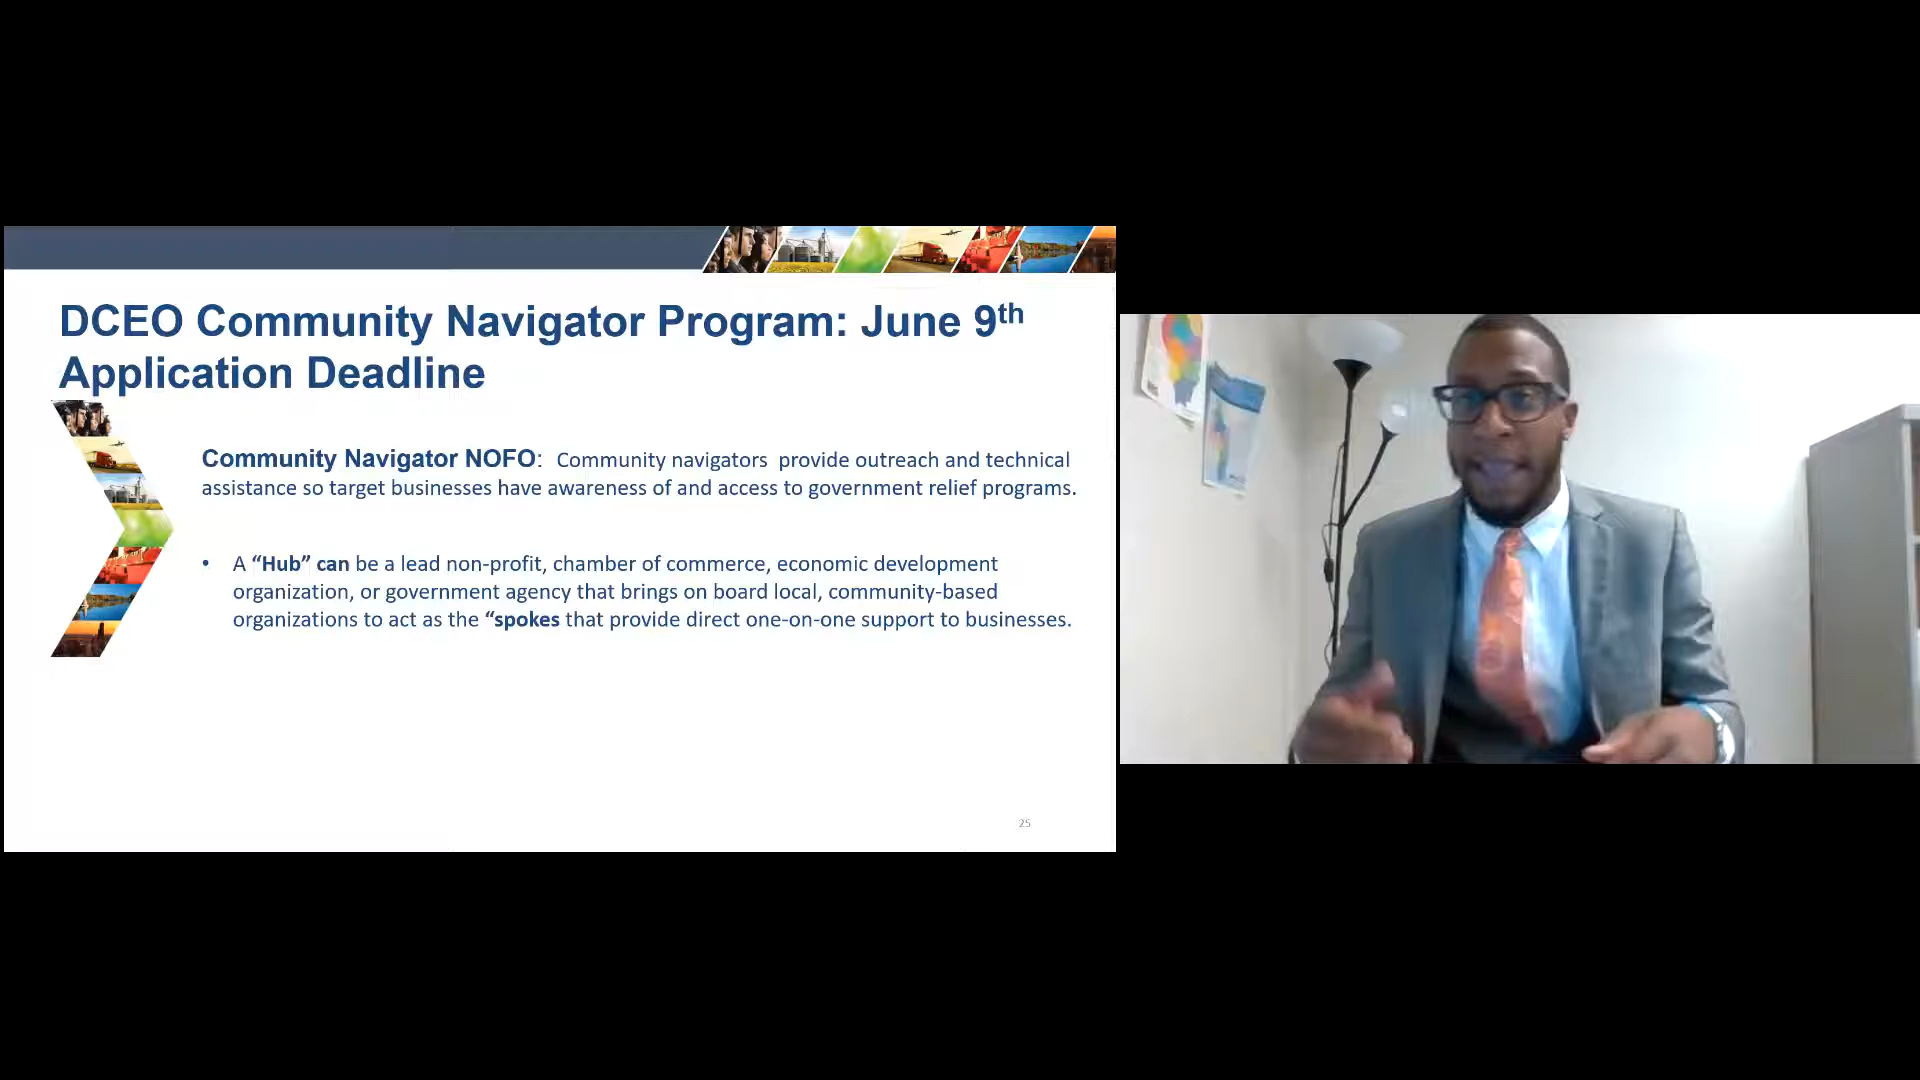 DCEO Community Navigator Program: June 9th
Application Deadline
Community Navigator NOFO: Community navigators provide outreach and technical
assistance so target businesses have awareness of and access to government relief programs.
• A “Hub” can be a lead non-profit, chamber of commerce, economic development
organization, or government agency that brings on board local, community-based
organizations to act as the “spokes that provide direct one-on-one support to businesses.
25